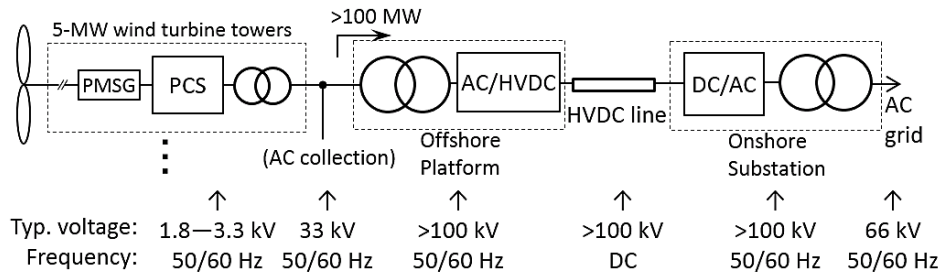 5-MW wind turbine towers
>100 MW
PMSG
PCS
AC/HVDC
DC/AC
HVDC line
AC
grid
(AC collection)
Offshore
Platform
Onshore
Substation
Typ. voltage: 1.8—3.3 kV 33 kV >100 kV >100 kV >100 kV 66 kV
Frequency: 50/60 Hz 50/60 Hz 50/60 Hz DC 50/60 Hz 50/60 Hz